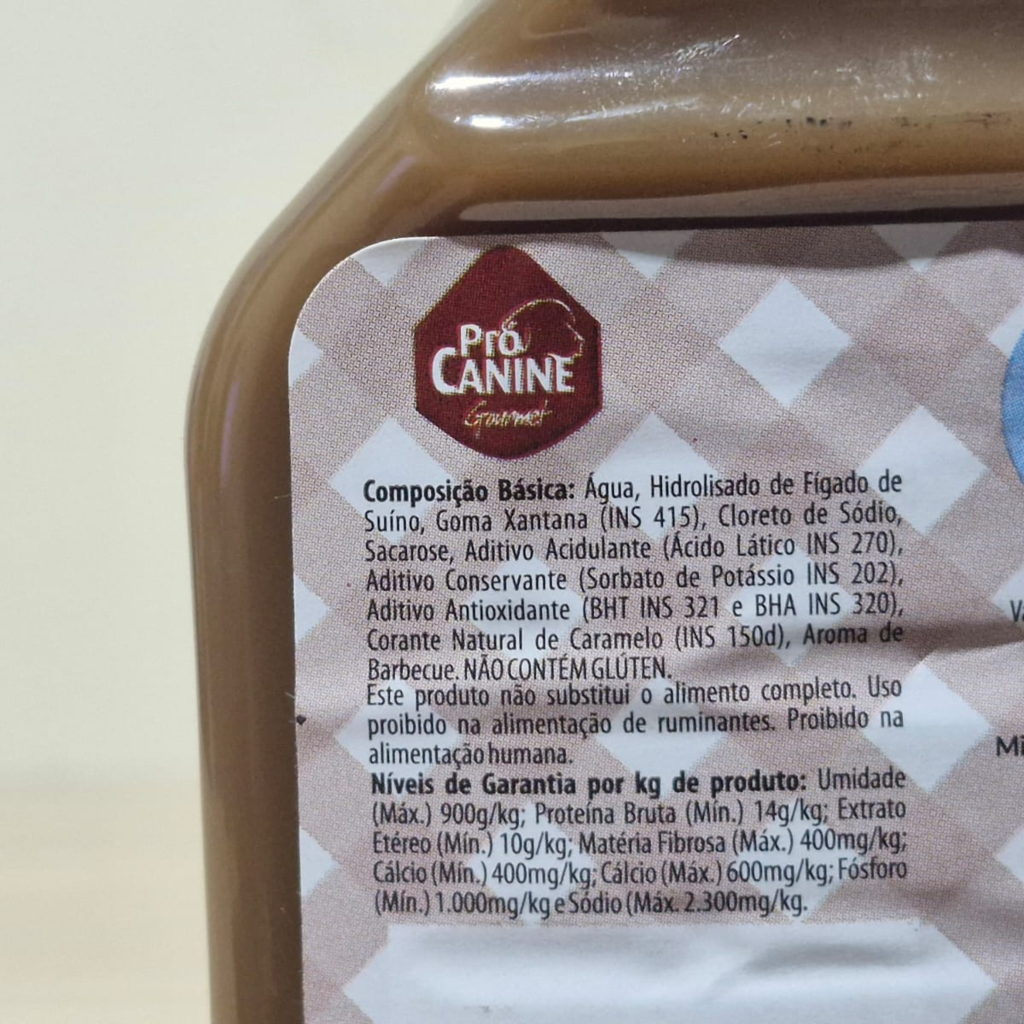 Pró
CANINE
Gourmet
Composição Básica: Água, Hidrolisado de Fígado de
Suíno, Goma Xantana (INS 415), Cloreto de Sódio,
Sacarose, Aditivo Acidulante (Ácido Lático INS 270),
Aditivo Conservante (Sorbato de Potássio INS 202),
Aditivo Antioxidante (BHT INS 321 e BHA INS 320),
Corante Natural de Caramelo (INS 150d), Aroma de
Barbecue. NÃO CONTÉM GLÚTEN.
Este produto não substitui o alimento completo. Uso
proibido na alimentação de ruminantes. Proibido na
alimentação humana.
Níveis de Garantia por kg de produto: Umidade
(Máx.) 900g/kg; Proteína Bruta (Mín.) 14g/kg; Extrato
Etéreo (Mín.) 10g/kg; Matéria Fibrosa (Máx.) 400mg/kg;
Cálcio (Mín.) 400mg/kg; Cálcio (Máx.) 600mg/kg; Fósforo
(Mín.) 1.000mg/kg e Sódio (Máx. 2.300mg/kg.